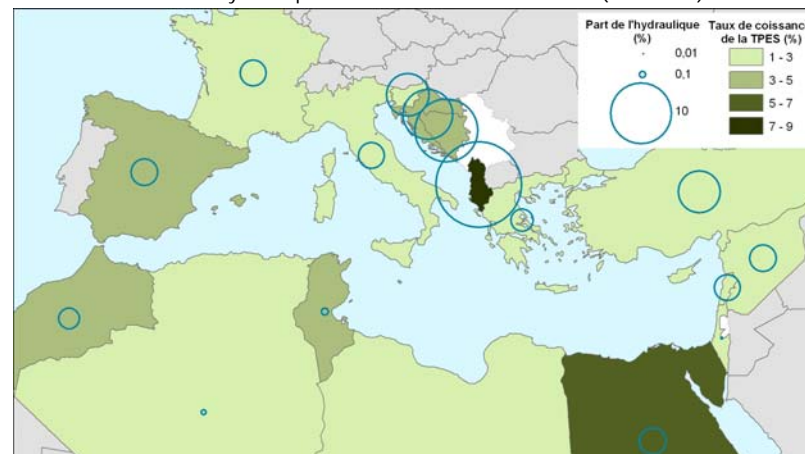 Part de l'hydraulique
(%)
0,01
0,1
10
Taux de coissance
de la TPES (%)
1 - 3
3 - 5
5 - 7
7 - 9